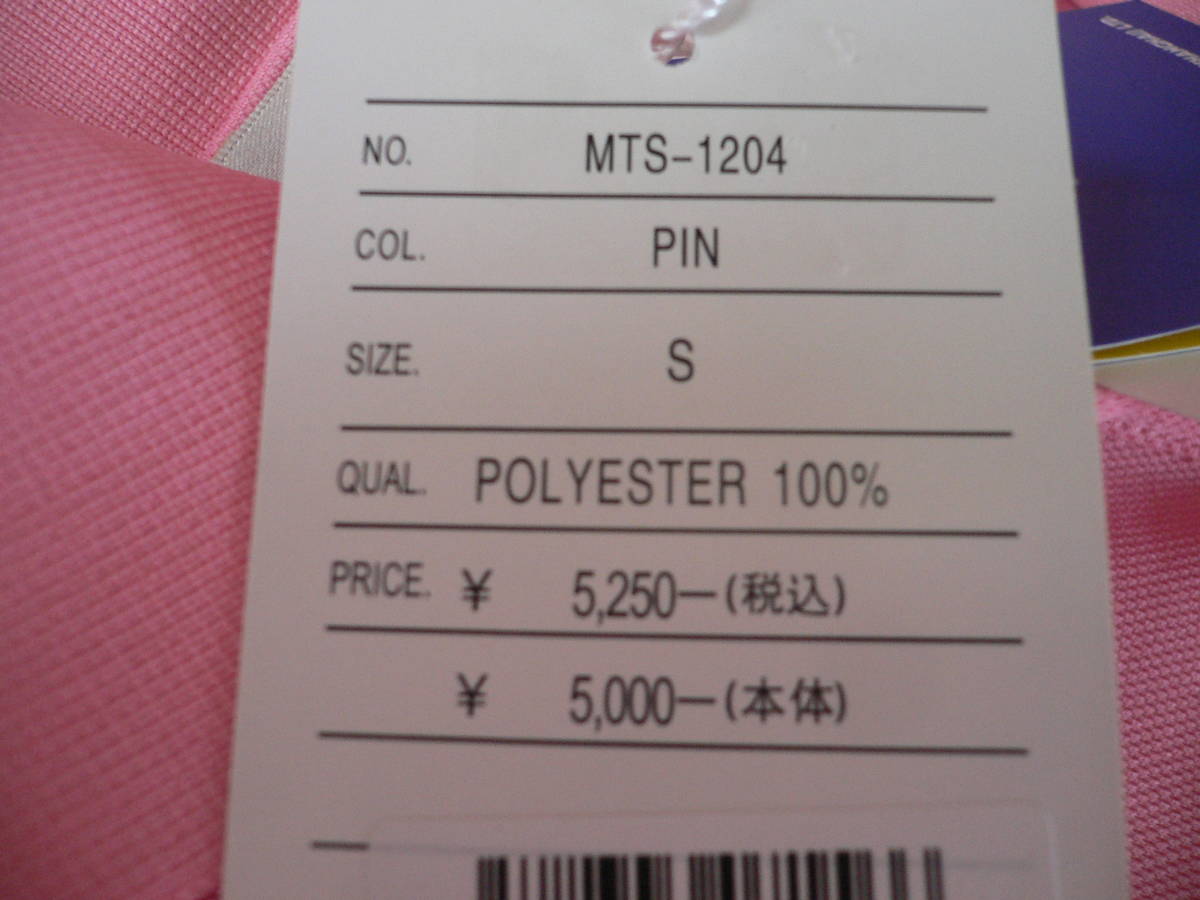 NO. MTS-1204
COL. PIN
SIZE. S
QUAL. POLYESTER 100%
PRICE. ¥ 5,250—(税込)
¥ 5,000—(本体)